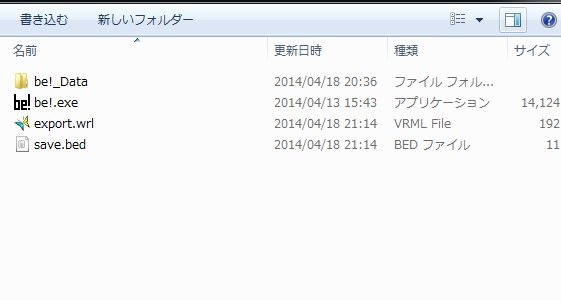 書き込む 新しいフォルダー
名前 更新日時 種類 サイズ
be!_Data 2014/04/18 20:36 ファイル フォル...
be! be!.exe 2014/04/13 15:43 アプリケーション 14,124
export.wrl 2014/04/18 21:14 VRML File 192
save.bed 2014/04/18 21:14 BED ファイル 11